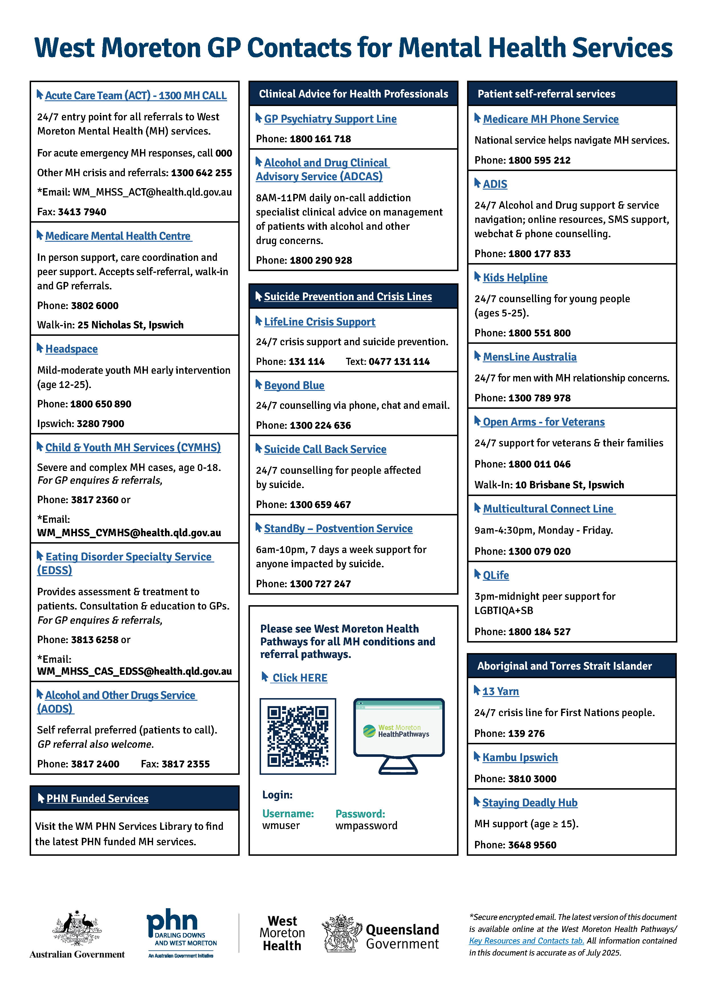 West Moreton GP Contacts for Mental Health Services
Acute Care Team (ACT) - 1300 MH CALL
24/7 entry point for all referrals to West
Moreton Mental Health (MH) services.
For acute emergency MH responses, call 000
Other MH crisis and referrals: 1300 642 255
*Email: WM_MHSS_ACT@health.qld.gov.au
Fax: 3413 7940
Medicare Mental Health Centre
In person support, care coordination and
peer support. Accepts self-referral, walk-in
and GP referrals.
Phone: 3802 6000
Walk-in: 25 Nicholas St, Ipswich
Headspace
Mild-moderate youth MH early intervention
(age 12-25).
Phone: 1800 650 890
Ipswich: 3280 7900
Child & Youth MH Services (CYMHS)
Severe and complex MH cases, age 0-18.
For GP enquires & referrals,
Phone: 3817 2360 or
*Email:
WM_MHSS_CYMHS@health.qld.gov.au
Eating Disorder Specialty Service
(EDSS)
Provides assessment & treatment to
patients. Consultation & education to GPs.
For GP enquires & referrals,
Phone: 3813 6258 or
*Email:
WM_MHSS_CAS_EDSS@health.qld.gov.au
Alcohol and Other Drugs Service
(AODS)
Self referral preferred (patients to call).
GP referral also welcome.
Phone: 3817 2400 Fax: 3817 2355
PHN Funded Services
Visit the WM PHN Services Library to find
the latest PHN funded MH services.
Clinical Advice for Health Professionals
GP Psychiatry Support Line
Phone: 1800 161 718
Alcohol and Drug Clinical
Advisory Service (ADCAS)
8AM-11PM daily on-call addiction
specialist clinical advice on management
of patients with alcohol and other
drug concerns.
Phone: 1800 290 928
Suicide Prevention and Crisis Lines
LifeLine Crisis Support
24/7 crisis support and suicide prevention.
Phone: 131 114 Text: 0477 131 114
Beyond Blue
24/7 counselling via phone, chat and email.
Phone: 1300 224 636
Suicide Call Back Service
24/7 counselling for people affected
by suicide.
Phone: 1300 659 467
StandBy – Postvention Service
6am-10pm, 7 days a week support for
anyone impacted by suicide.
Phone: 1300 727 247
Please see West Moreton Health
Pathways for all MH conditions and
referral pathways.
Click HERE
West Moreton
HealthPathways
Login:
Username: Password:
wmuser wmpassword
Patient self-referral services
Medicare MH Phone Service
National service helps navigate MH services.
Phone: 1800 595 212
ADIS
24/7 Alcohol and Drug support & service
navigation; online resources, SMS support,
webchat & phone counselling.
Phone: 1800 177 833
Kids Helpline
24/7 counselling for young people
(ages 5-25).
Phone: 1800 551 800
MensLine Australia
24/7 for men with MH relationship concerns.
Phone: 1300 789 978
Open Arms - for Veterans
24/7 support for veterans & their families
Phone: 1800 011 046
Walk-In: 10 Brisbane St, Ipswich
Multicultural Connect Line
9am-4:30pm, Monday - Friday.
Phone: 1300 079 020
QLife
3pm-midnight peer support for
LGBTIQA+SB
Phone: 1800 184 527
Aboriginal and Torres Strait Islander
13 Yarn
24/7 crisis line for First Nations people.
Phone: 139 276
Kambu Ipswich
Phone: 3810 3000
Staying Deadly Hub
MH support (age ≥ 15).
Phone: 3648 9560
AUSTRALIA
Australian Government
phn
DARLING DOWNS
AND WEST MORETON
An Australian Government Initiative
West
Moreton
Health
Queensland
Government
*Secure encrypted email. The latest version of this document
is available online at the West Moreton Health Pathways/
Key Resources and Contacts tab. All information contained
in this document is accurate as of July 2025.